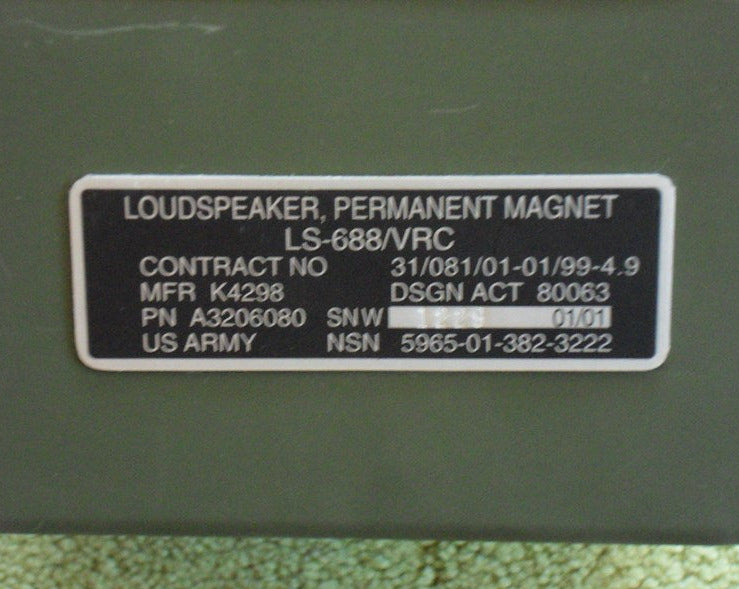 LOUDSPEAKER, PERMANENT MAGNET
LS-688/VRC
CONTRACT NO 31/081/01-01/99-4.9
MFR K4298 DSGN ACT 80063
PN A3206080 SNW 01/01
US ARMY NSN 5965-01-382-3222